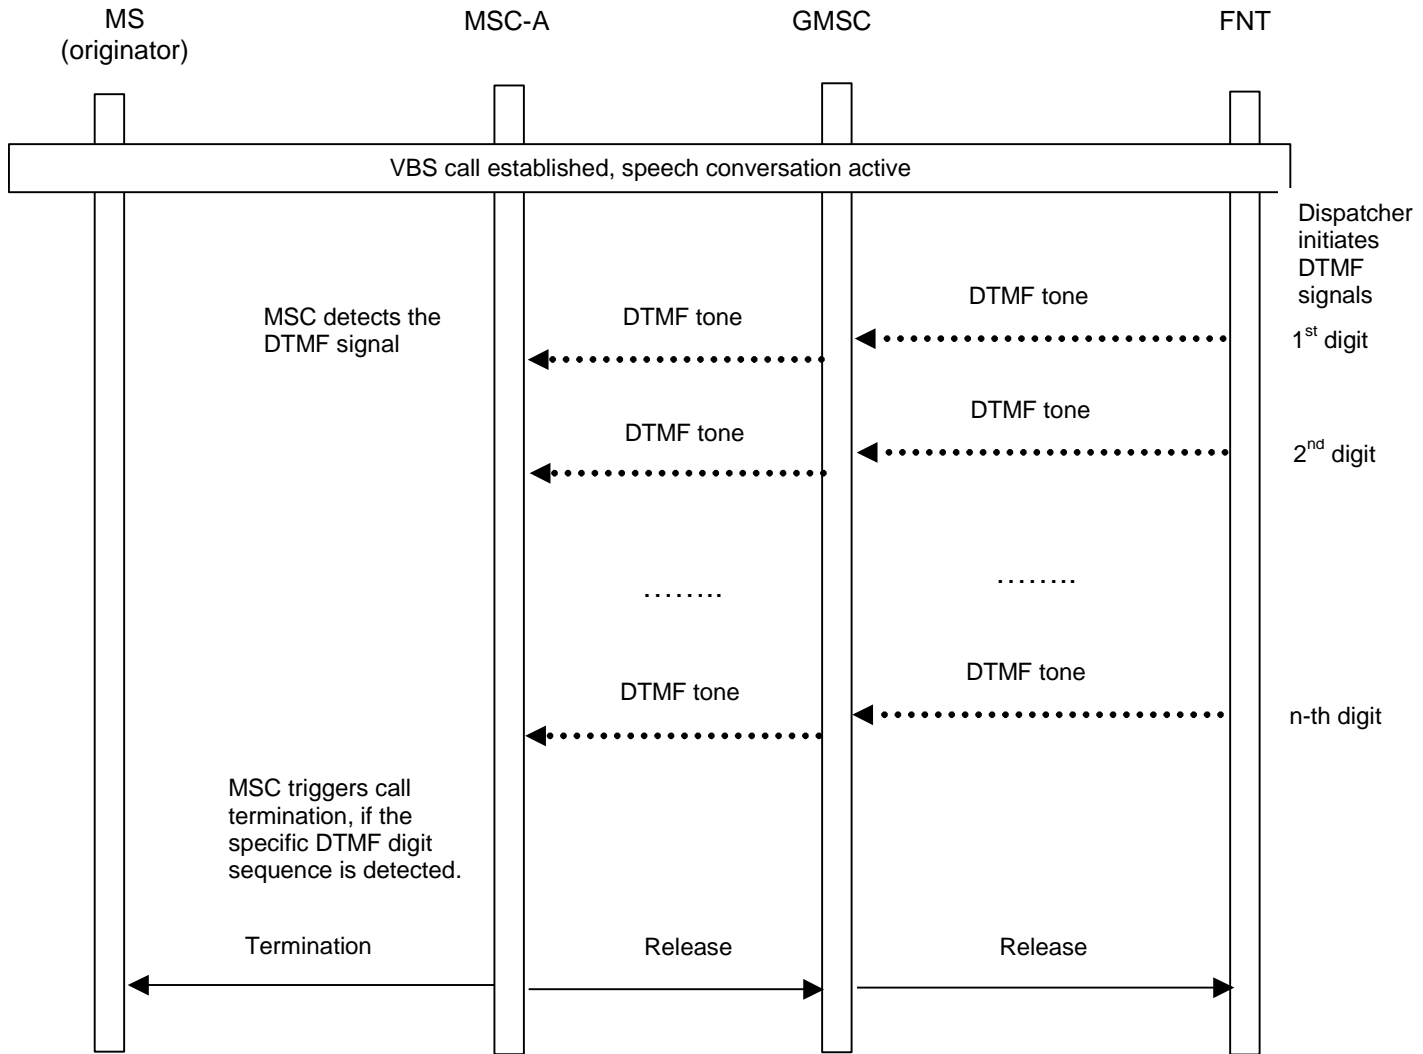 MS
(originator)
MSC-A
GMSC
FNT
VBS call established, speech conversation active
Dispatcher
initiates
DTMF
signals
MSC detects the
DTMF signal
DTMF tone
DTMF tone
1st digit
DTMF tone
DTMF tone
2nd digit
........
........
DTMF tone
DTMF tone
n-th digit
MSC triggers call
termination, if the
specific DTMF digit
sequence is detected.
Termination
Release
Release